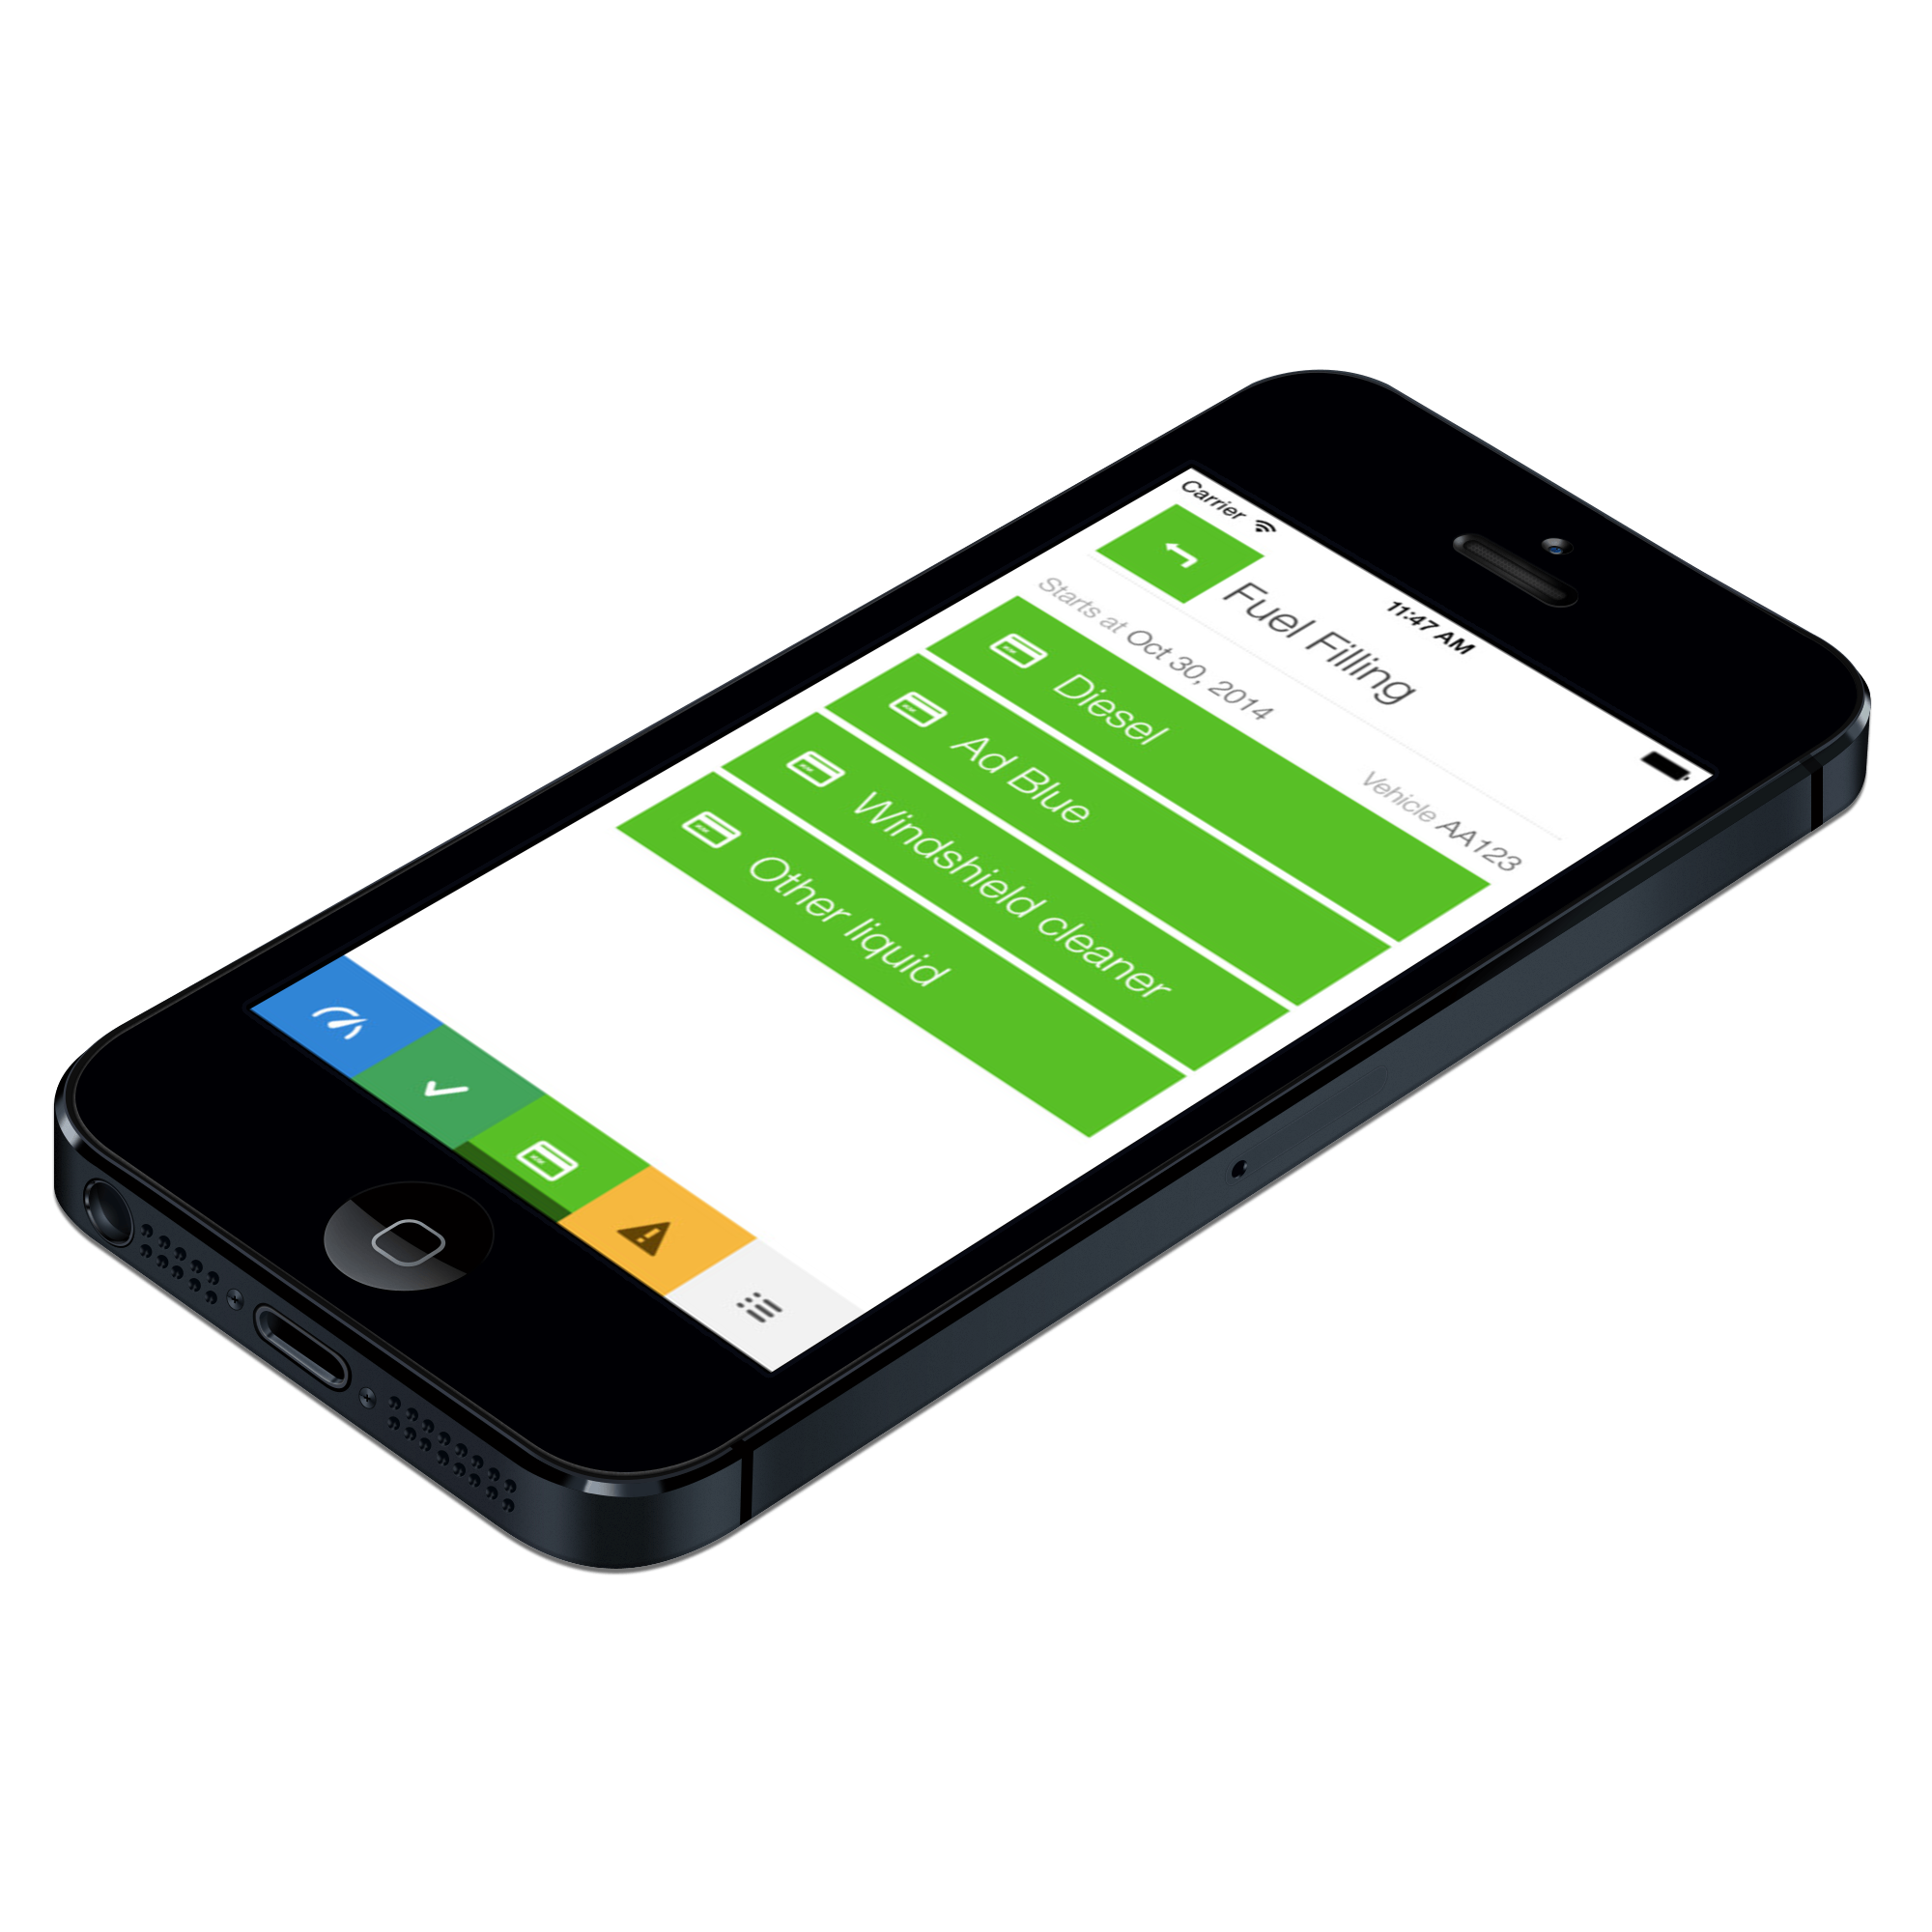 Carrier 11:47 AM
Fuel Filling
Starts at Oct 30, 2014 Vehicle AA123
Diesel
Ad Blue
Windshield cleaner
Other liquid